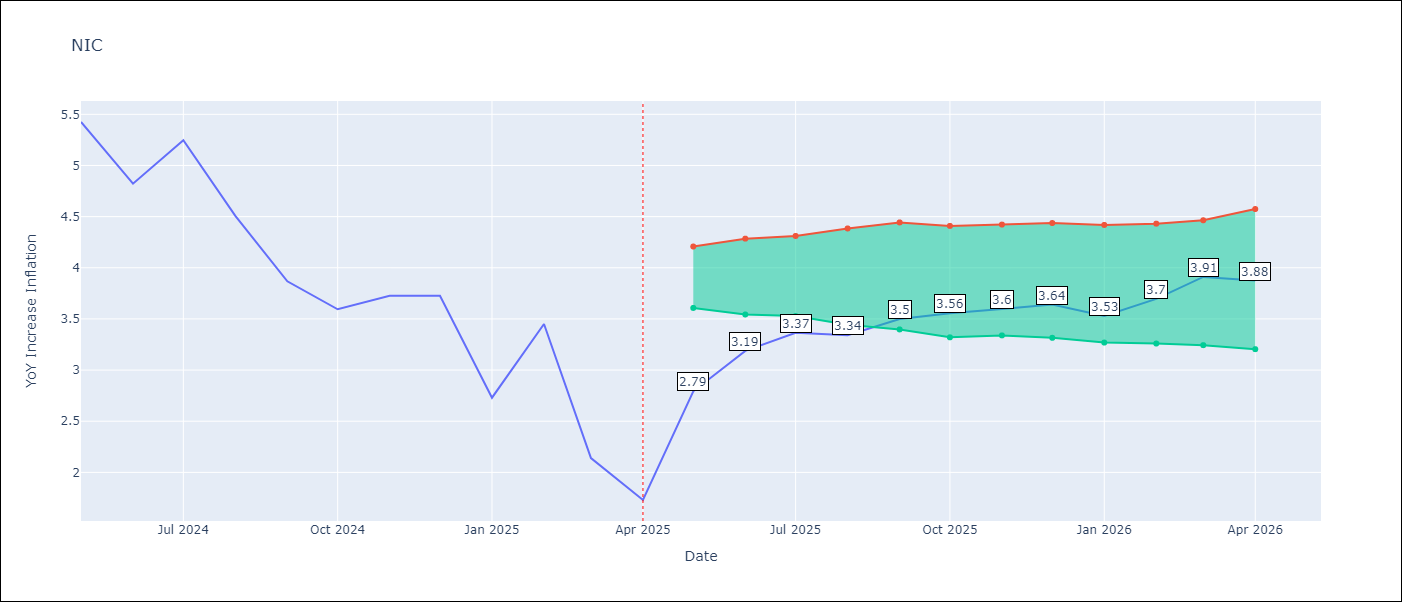 NIC
5.5
5
4.5
4
3.5
3
2.5
2
YoY Increase Inflation
2.79
3.19
3.37
3.34
3.5
3.56
3.6
3.64
3.53
3.7
3.91
3.88
Jul 2024
Oct 2024
Jan 2025
Apr 2025
Jul 2025
Oct 2025
Jan 2026
Apr 2026
Date